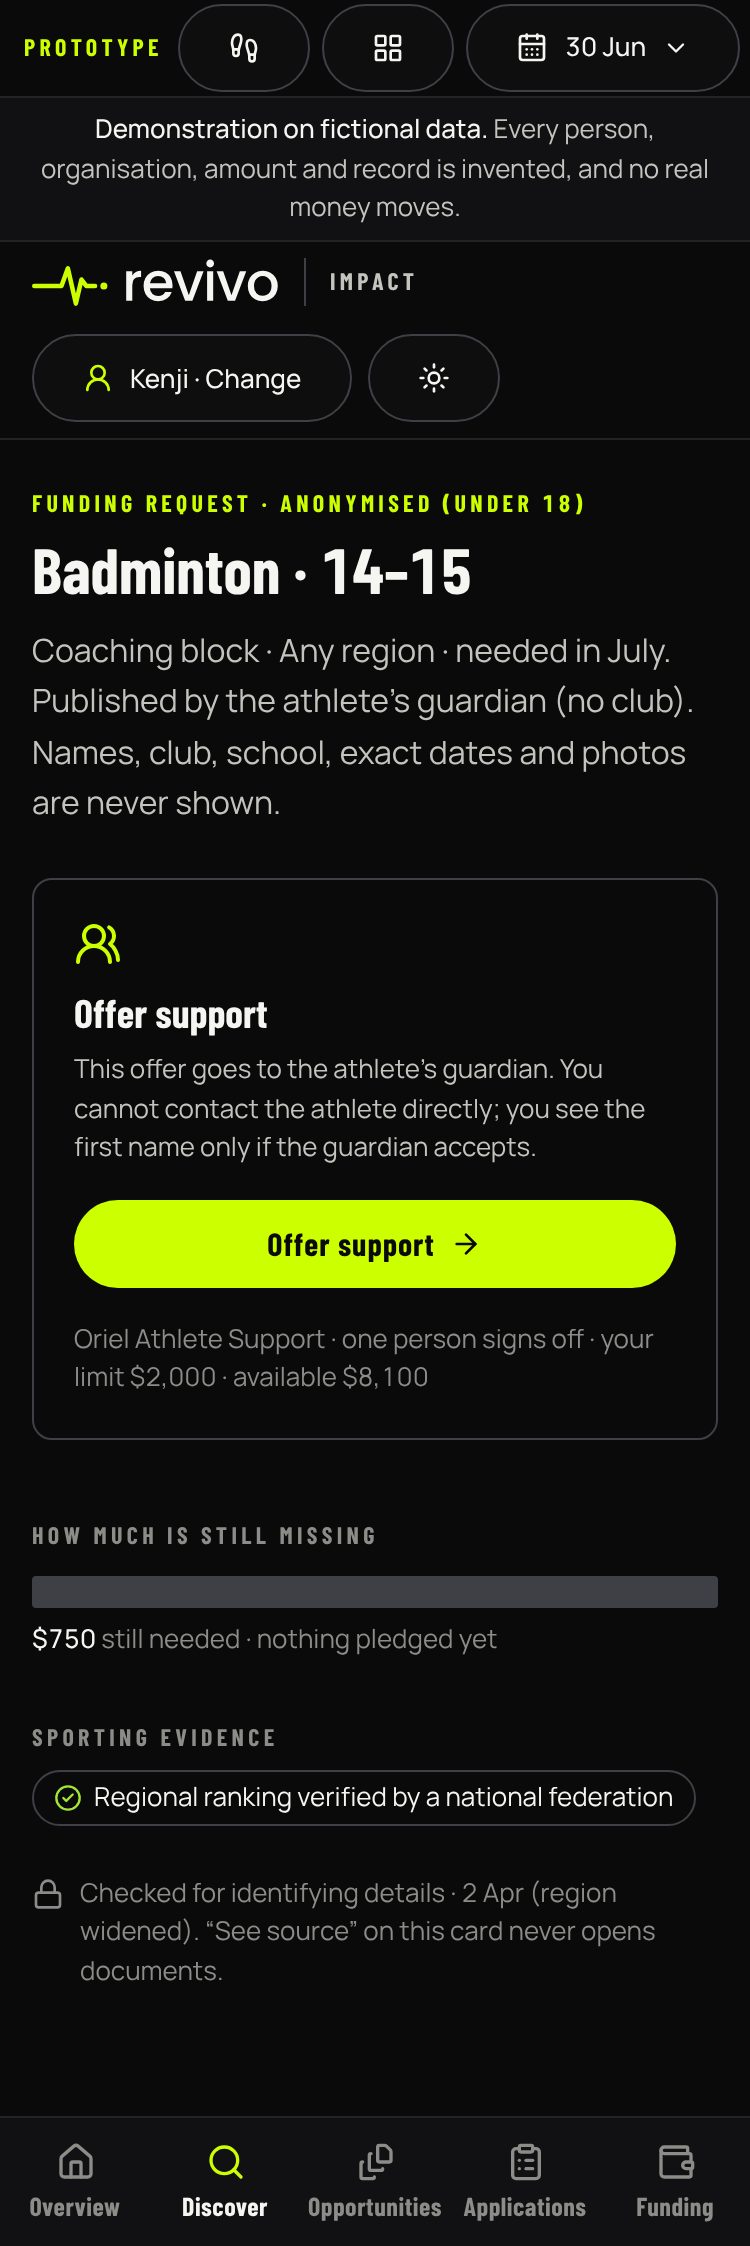 PROTOTYPE
30 Jun
Demonstration on fictional data. Every person,
organisation, amount and record is invented, and no real
money moves.
revivo
IMPACT
Kenji · Change
FUNDING REQUEST · ANONYMISED (UNDER 18)
Badminton · 14–15
Coaching block · Any region · needed in July.
Published by the athlete’s guardian (no club).
Names, club, school, exact dates and photos
are never shown.
Offer support
This offer goes to the athlete’s guardian. You
cannot contact the athlete directly; you see the
first name only if the guardian accepts.
Offer support
Oriel Athlete Support · one person signs off · your
limit $2,000 · available $8,100
HOW MUCH IS STILL MISSING
$750 still needed · nothing pledged yet
SPORTING EVIDENCE
Regional ranking verified by a national federation
Checked for identifying details · 2 Apr (region
widened). “See source” on this card never opens
documents.
Overview
Discover
Opportunities
Applications
Funding